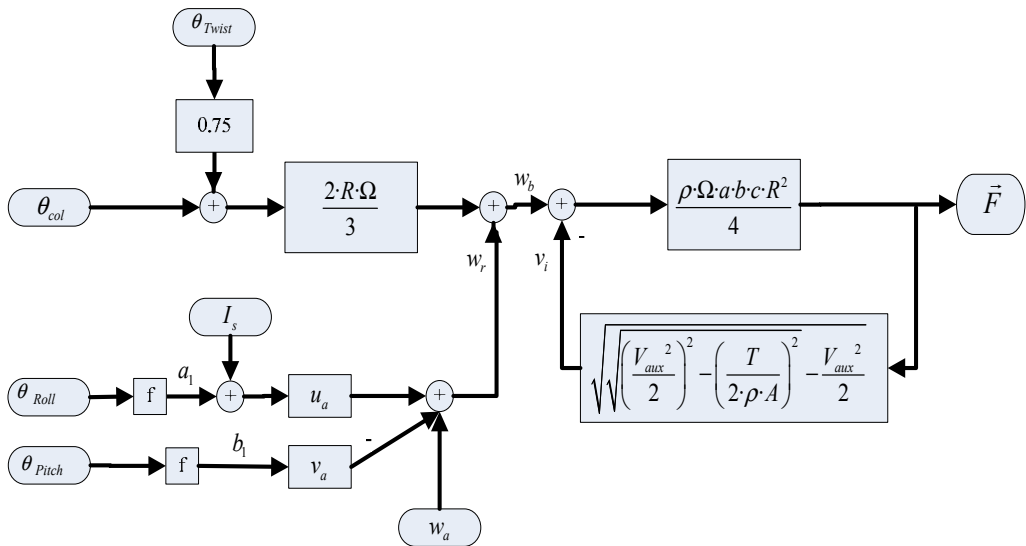 θ_Twist
0.75
θ_col
+
2·R·Ω / 3
+
w_b
+
ρ·Ω·a·b·c·R² / 4
F⃗
w_r
-
v_i
I_s
√(√((V_aux²/2)² − (T/(2·ρ·A))²) − V_aux²/2)
θ_Roll
f
a_1
+
u_a
+
-
θ_Pitch
f
b_1
v_a
w_a